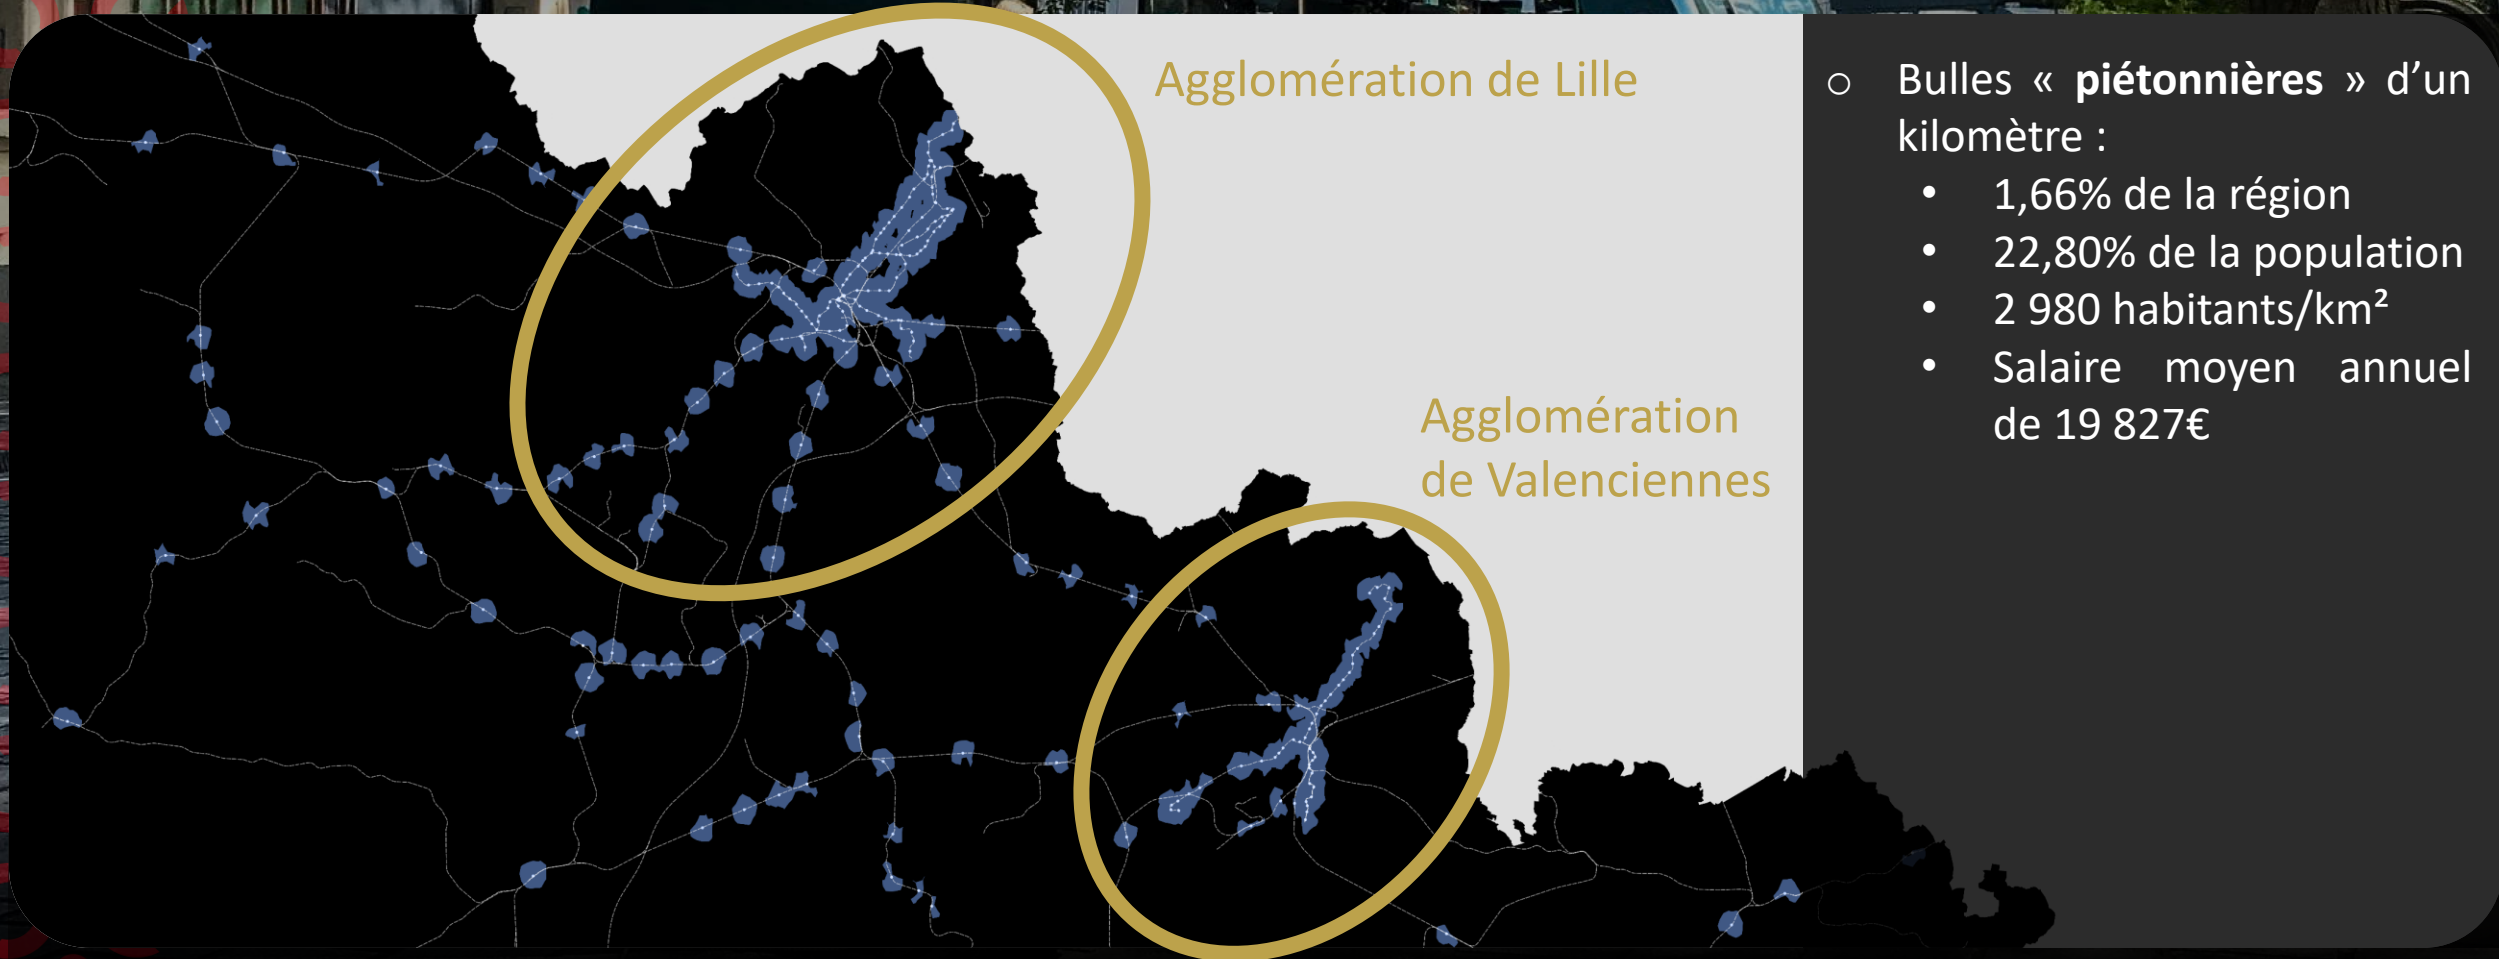 Agglomération de Lille
Agglomération
de Valenciennes
○ Bulles « piétonnières » d’un
kilomètre :
• 1,66% de la région
• 22,80% de la population
• 2 980 habitants/km²
• Salaire moyen annuel
de 19 827€